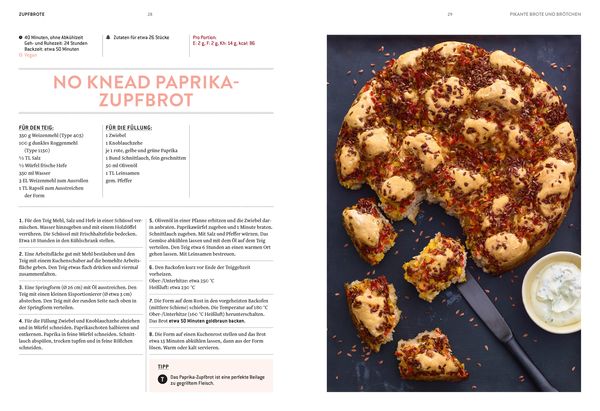 ZUPFBROTE
28
40 Minuten, ohne Abkühlzeit
Geh- und Ruhezeit: 24 Stunden
Backzeit: etwa 50 Minuten
Vegan
Zutaten für etwa 26 Stücke
Pro Portion:
E: 2 g, F: 2 g, Kh: 14 g, kcal: 86
NO KNEAD PAPRIKA-
ZUPFBROT
FÜR DEN TEIG:
350 g Weizenmehl (Type 405)
100 g dunkles Roggenmehl
(Type 1150)
1 ½ TL Salz
½ Würfel frische Hefe
350 ml Wasser
3 EL Weizenmehl zum Ausrollen
1 TL Rapsöl zum Ausstreichen
der Form
FÜR DIE FÜLLUNG:
1 Zwiebel
1 Knoblauchzehe
je 1 rote, gelbe und grüne Paprika
1 Bund Schnittlauch, fein geschnitten
50 ml Olivenöl
1 TL Leinsamen
gem. Pfeffer
1. Für den Teig Mehl, Salz und Hefe in einer Schüssel ver-
mischen. Wasser hinzugeben und mit einem Holzlöffel
verrühren. Die Schüssel mit Frischhaltefolie bedecken.
Etwa 18 Stunden in den Kühlschrank stellen.
2. Eine Arbeitsfläche gut mit Mehl bestäuben und den
Teig mit einem Kuchenschaber auf die bemehlte Arbeits-
fläche geben. Den Teig etwas flach drücken und viermal
zusammenfalten.
3. Eine Springform (Ø 26 cm) mit Öl ausstreichen. Den
Teig mit einem kleinen Eisportionierer (Ø etwa 3 cm)
abstechen. Den Teig mit der runden Seite nach oben in
der Springform verteilen.
4. Für die Füllung Zwiebel und Knoblauchzehe abziehen
und in Würfel schneiden. Paprikaschoten halbieren und
entkernen. Paprika in feine Würfel schneiden. Schnitt-
lauch abspülen, trocken tupfen und in feine Röllchen
schneiden.
5. Olivenöl in einer Pfanne erhitzen und die Zwiebel dar-
in anbraten. Paprikawürfel zugeben und 1 Minute braten.
Schnittlauch zugeben. Mit Salz und Pfeffer würzen. Das
Gemüse abkühlen lassen und mit dem Öl auf dem Teig
verteilen. Den Teig etwa 6 Stunden an einem warmen Ort
gehen lassen. Mit Leinsamen bestreuen.
6. Den Backofen kurz vor Ende der Teiggehzeit
vorheizen.
Ober-/Unterhitze: etwa 250 °C
Heißluft: etwa 230 °C
7. Die Form auf dem Rost in den vorgeheizten Backofen
(mittlere Schiene) schieben. Die Temperatur auf 180 °C
Ober-/Unterhitze (160 °C Heißluft) herunterschalten.
Das Brot etwa 50 Minuten goldbraun backen.
8. Die Form auf einen Kuchenrost stellen und das Brot
etwa 15 Minuten abkühlen lassen, dann aus der Form
lösen. Warm oder kalt servieren.
TIPP
T
Das Paprika-Zupfbrot ist eine perfekte Beilage
zu gegrilltem Fleisch.
29
PIKANTE BROTE UND BRÖTCHEN